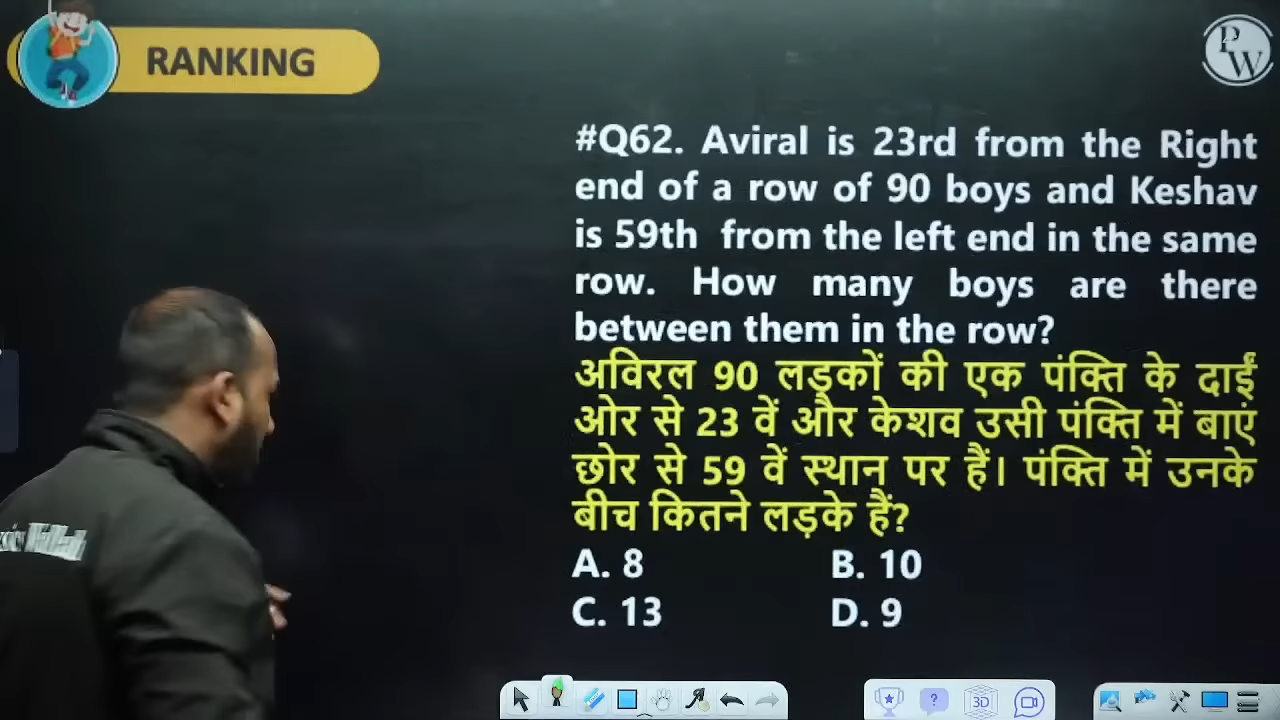 RANKING
PW
#Q62. Aviral is 23rd from the Right
end of a row of 90 boys and Keshav
is 59th from the left end in the same
row. How many boys are there
between them in the row?
अविरल 90 लड़कों की एक पंक्ति के दाईं
ओर से 23 वें और केशव उसी पंक्ति में बाएं
छोर से 59 वें स्थान पर हैं। पंक्ति में उनके
बीच कितने लड़के हैं?
A. 8 B. 10
C. 13 D. 9
3D